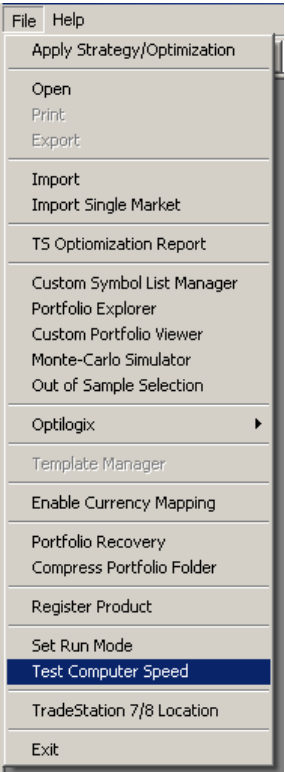 File Help
Apply Strategy/Optimization
Open
Print
Export
Import
Import Single Market
TS Optiomization Report
Custom Symbol List Manager
Portfolio Explorer
Custom Portfolio Viewer
Monte-Carlo Simulator
Out of Sample Selection
Optilogix
Template Manager
Enable Currency Mapping
Portfolio Recovery
Compress Portfolio Folder
Register Product
Set Run Mode
Test Computer Speed
TradeStation 7/8 Location
Exit